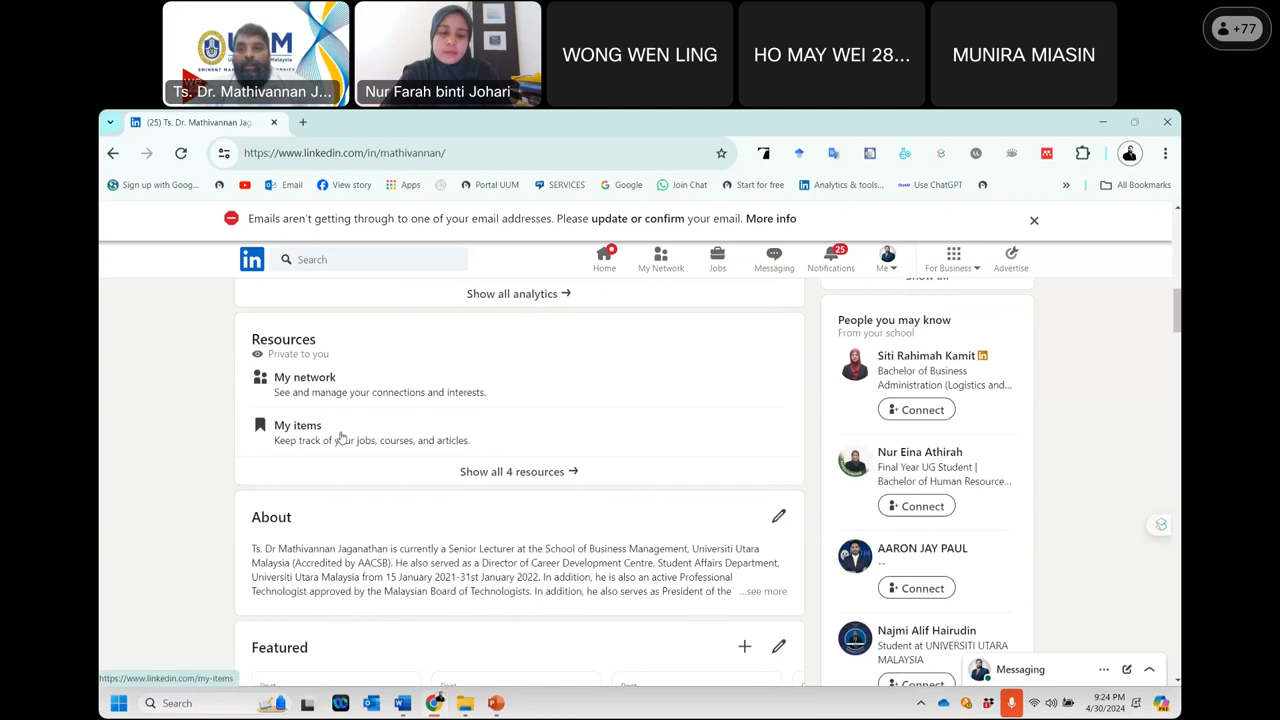 +77
Ts. Dr. Mathivannan J...
Nur Farah binti Johari
WONG WEN LING
HO MAY WEI 28...
MUNIRA MIASIN
(25) Ts. Dr. Mathivannan Jag
https://www.linkedin.com/in/mathivannan/
Sign up with Goog...
Email
View story
Apps
Portal UUM
SERVICES
Google
Join Chat
Start for free
Analytics & tools...
Use ChatGPT
All Bookmarks
Emails aren't getting through to one of your email addresses. Please update or confirm your email. More info
in
Search
Home
My Network
Jobs
Messaging
25
Notifications
Me
For Business
Advertise
Show all analytics →
Resources
Private to you
My network
See and manage your connections and interests.
My items
Keep track of your jobs, courses, and articles.
Show all 4 resources →
About
Ts. Dr Mathivannan Jaganathan is currently a Senior Lecturer at the School of Business Management, Universiti Utara
Malaysia (Accredited by AACSB). He also served as a Director of Career Development Centre, Student Affairs Department,
Universiti Utara Malaysia from 15 January 2021-31st January 2022. In addition, he is also an active Professional
Technologist approved by the Malaysian Board of Technologists. In addition, he also serves as President of the ...see more
Featured
People you may know
From your school
Siti Rahimah Kamit
Bachelor of Business
Administration (Logistics and...
Connect
Nur Eina Athirah
Final Year UG Student |
Bachelor of Human Resource...
Connect
AARON JAY PAUL
--
Connect
Najmi Alif Hairudin
Student at UNIVERSITI UTARA
MALAYSIA
Messaging
https://www.linkedin.com/my-items
Search
9:24 PM
4/30/2024